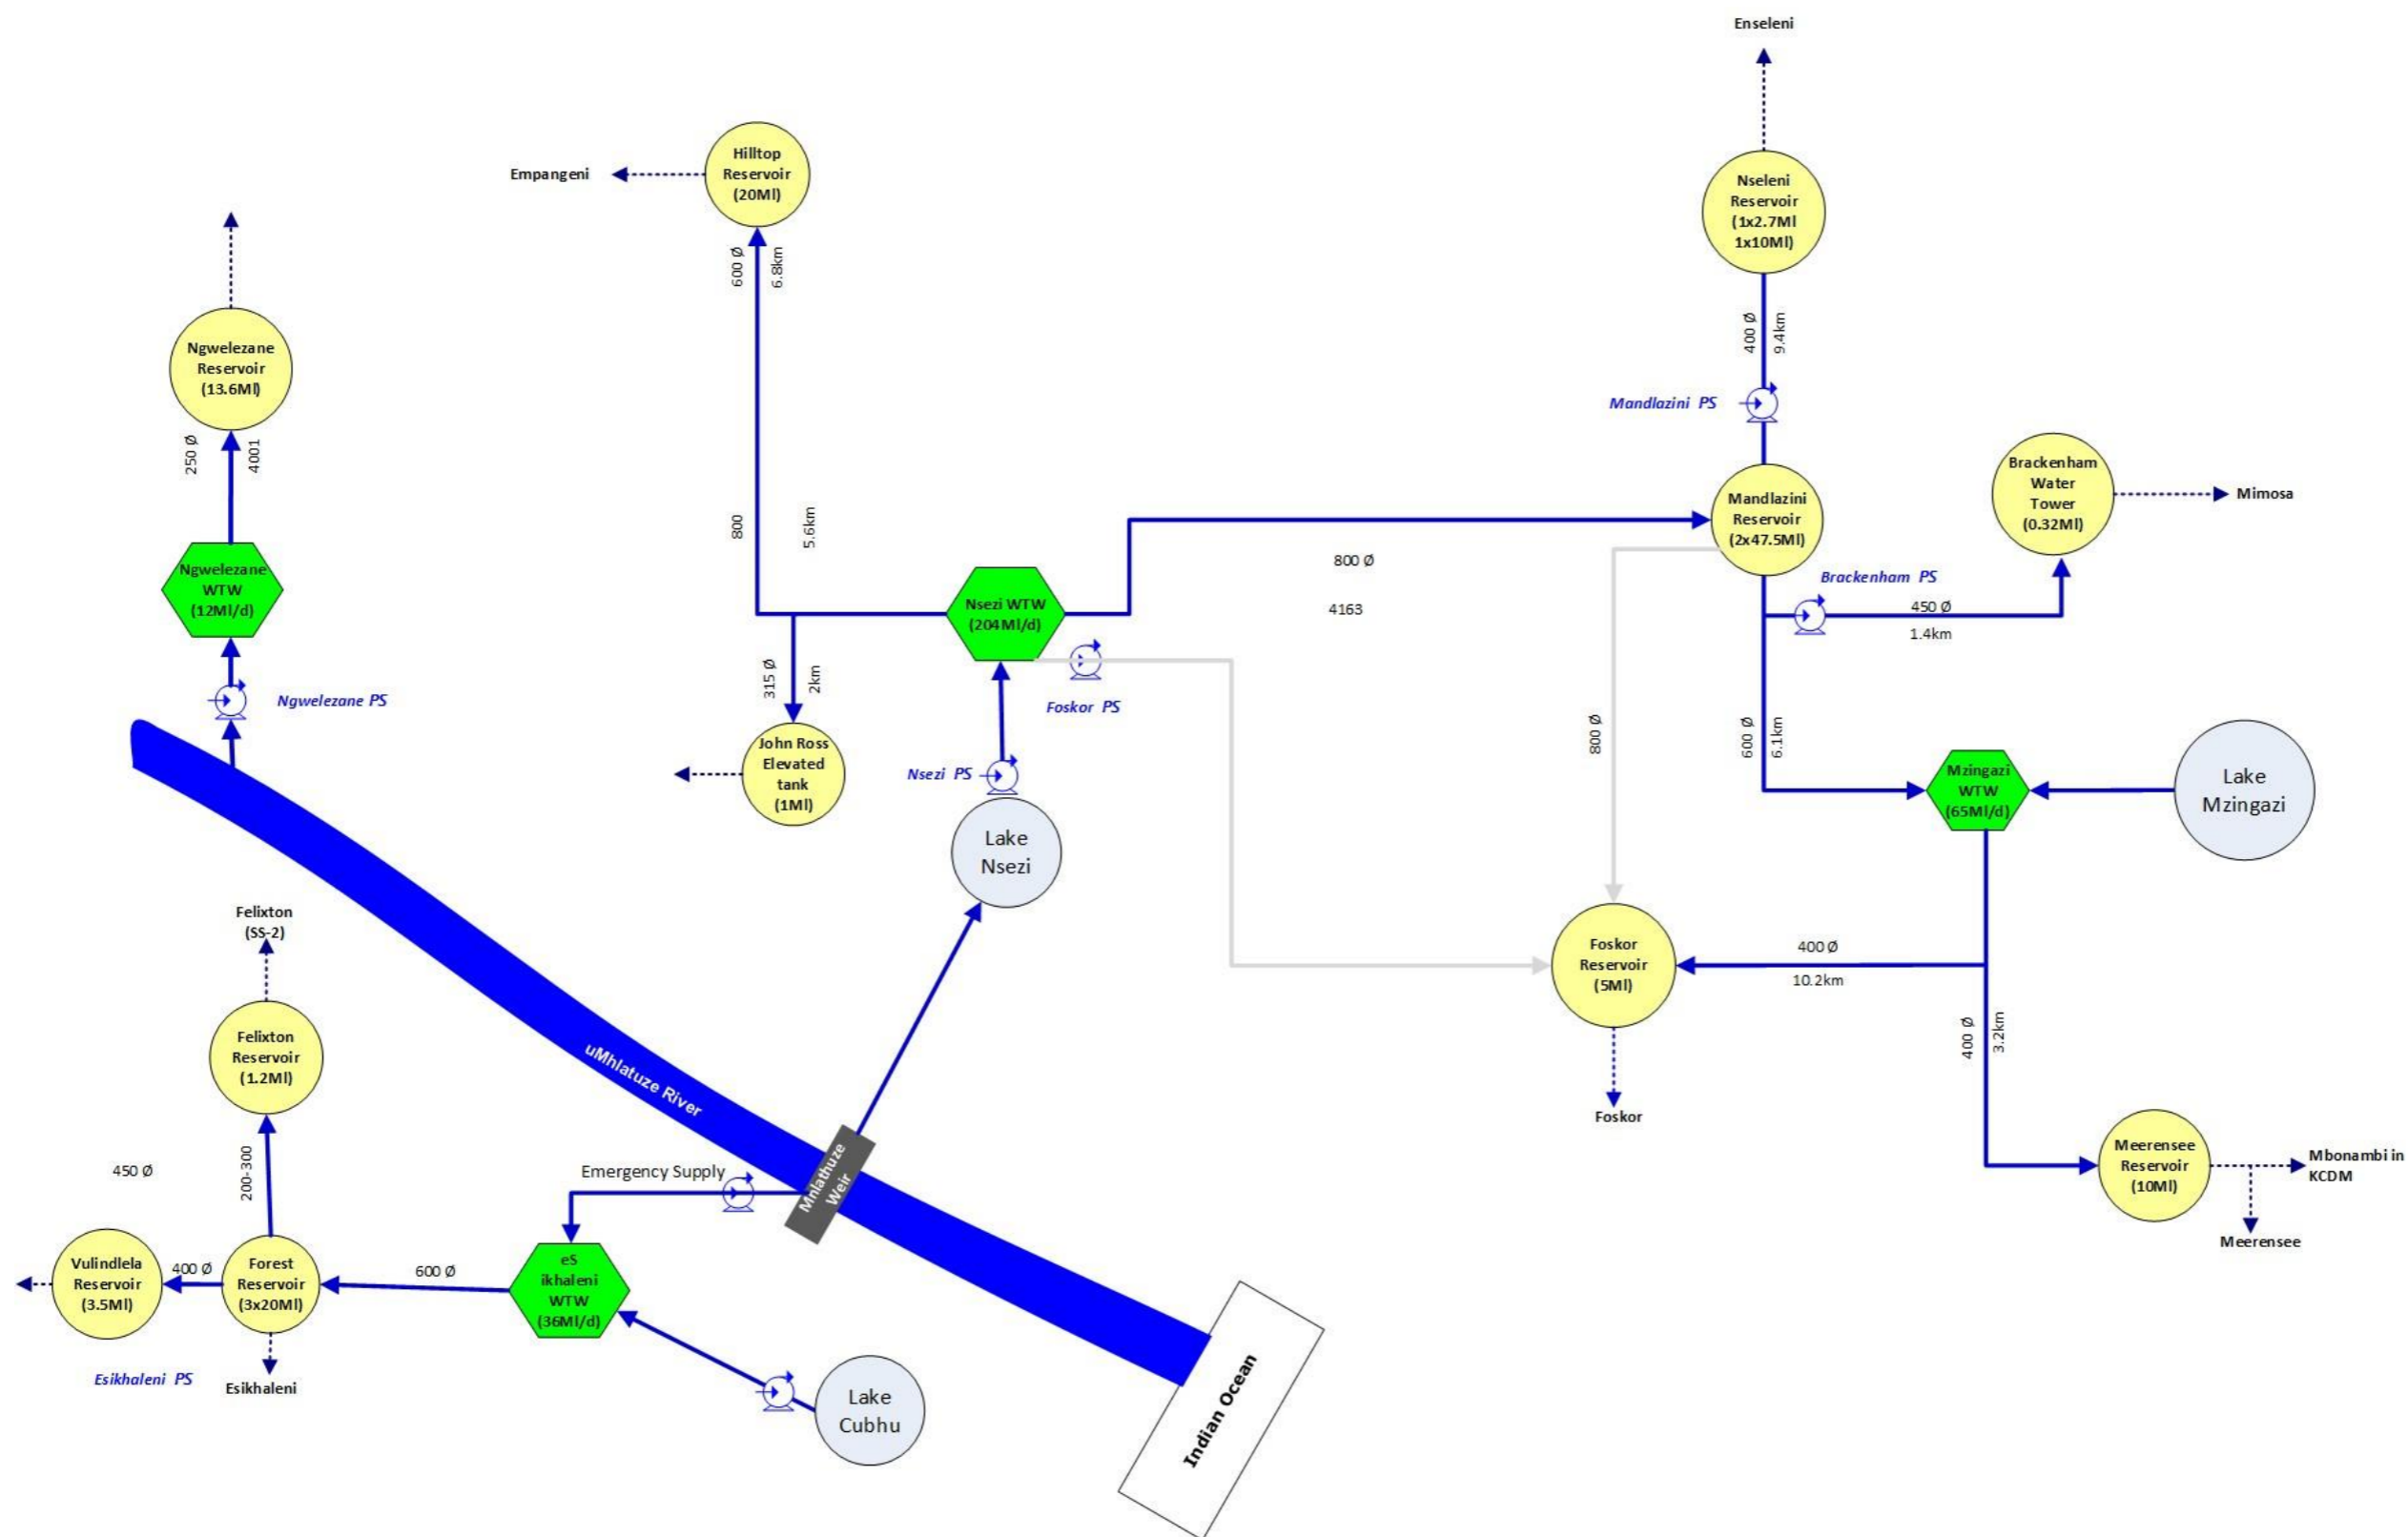 Enseleni
Hilltop
Reservoir
(20Ml)
Empangeni
Nseleni
Reservoir
(1x2.7Ml
1x10Ml)
600 Ø
6.8km
400 Ø
9.4km
Ngwelezane
Reservoir
(13.6Ml)
Mandlazini PS
250 Ø
4001
Brackenham
Water
Tower
(0.32Ml)
Mimosa
800
5.6km
Mandlazini
Reservoir
(2x47.5Ml)
800 Ø
4163
Ngwelezane
WTW
(12Ml/d)
Nsezi WTW
(204Ml/d)
Brackenham PS
450 Ø
1.4km
315 Ø
2km
Ngwelezane PS
Foskor PS
800 Ø
600 Ø
6.1km
John Ross
Elevated
tank
(1Ml)
Nsezi PS
Mzingazi
WTW
(65Ml/d)
Lake
Mzingazi
Lake
Nsezi
Felixton
(SS-2)
Foskor
Reservoir
(5Ml)
400 Ø
10.2km
Felixton
Reservoir
(1.2Ml)
uMhlatuze River
400 Ø
3.2km
Foskor
450 Ø
200-300
Emergency Supply
Mhlathuze
Weir
Meerensee
Reservoir
(10Ml)
Mbonambi in
KCDM
Meerensee
Vulindlela
Reservoir
(3.5Ml)
400 Ø
Forest
Reservoir
(3x20Ml)
600 Ø
eS
ikhaleni
WTW
(36Ml/d)
Esikhaleni PS
Esikhaleni
Lake
Cubhu
Indian Ocean